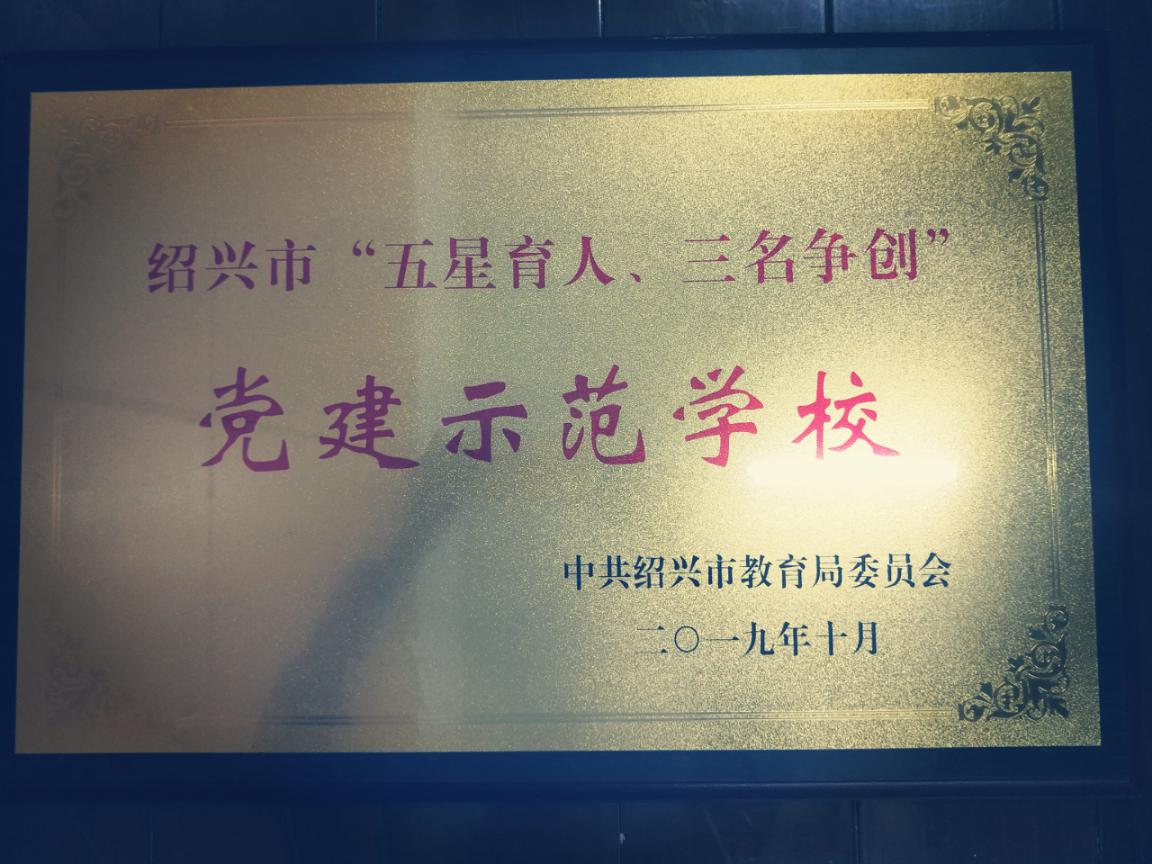 绍兴市“五星育人、三名争创”
党建示范学校
中共绍兴市教育局委员会
二〇一九年十月